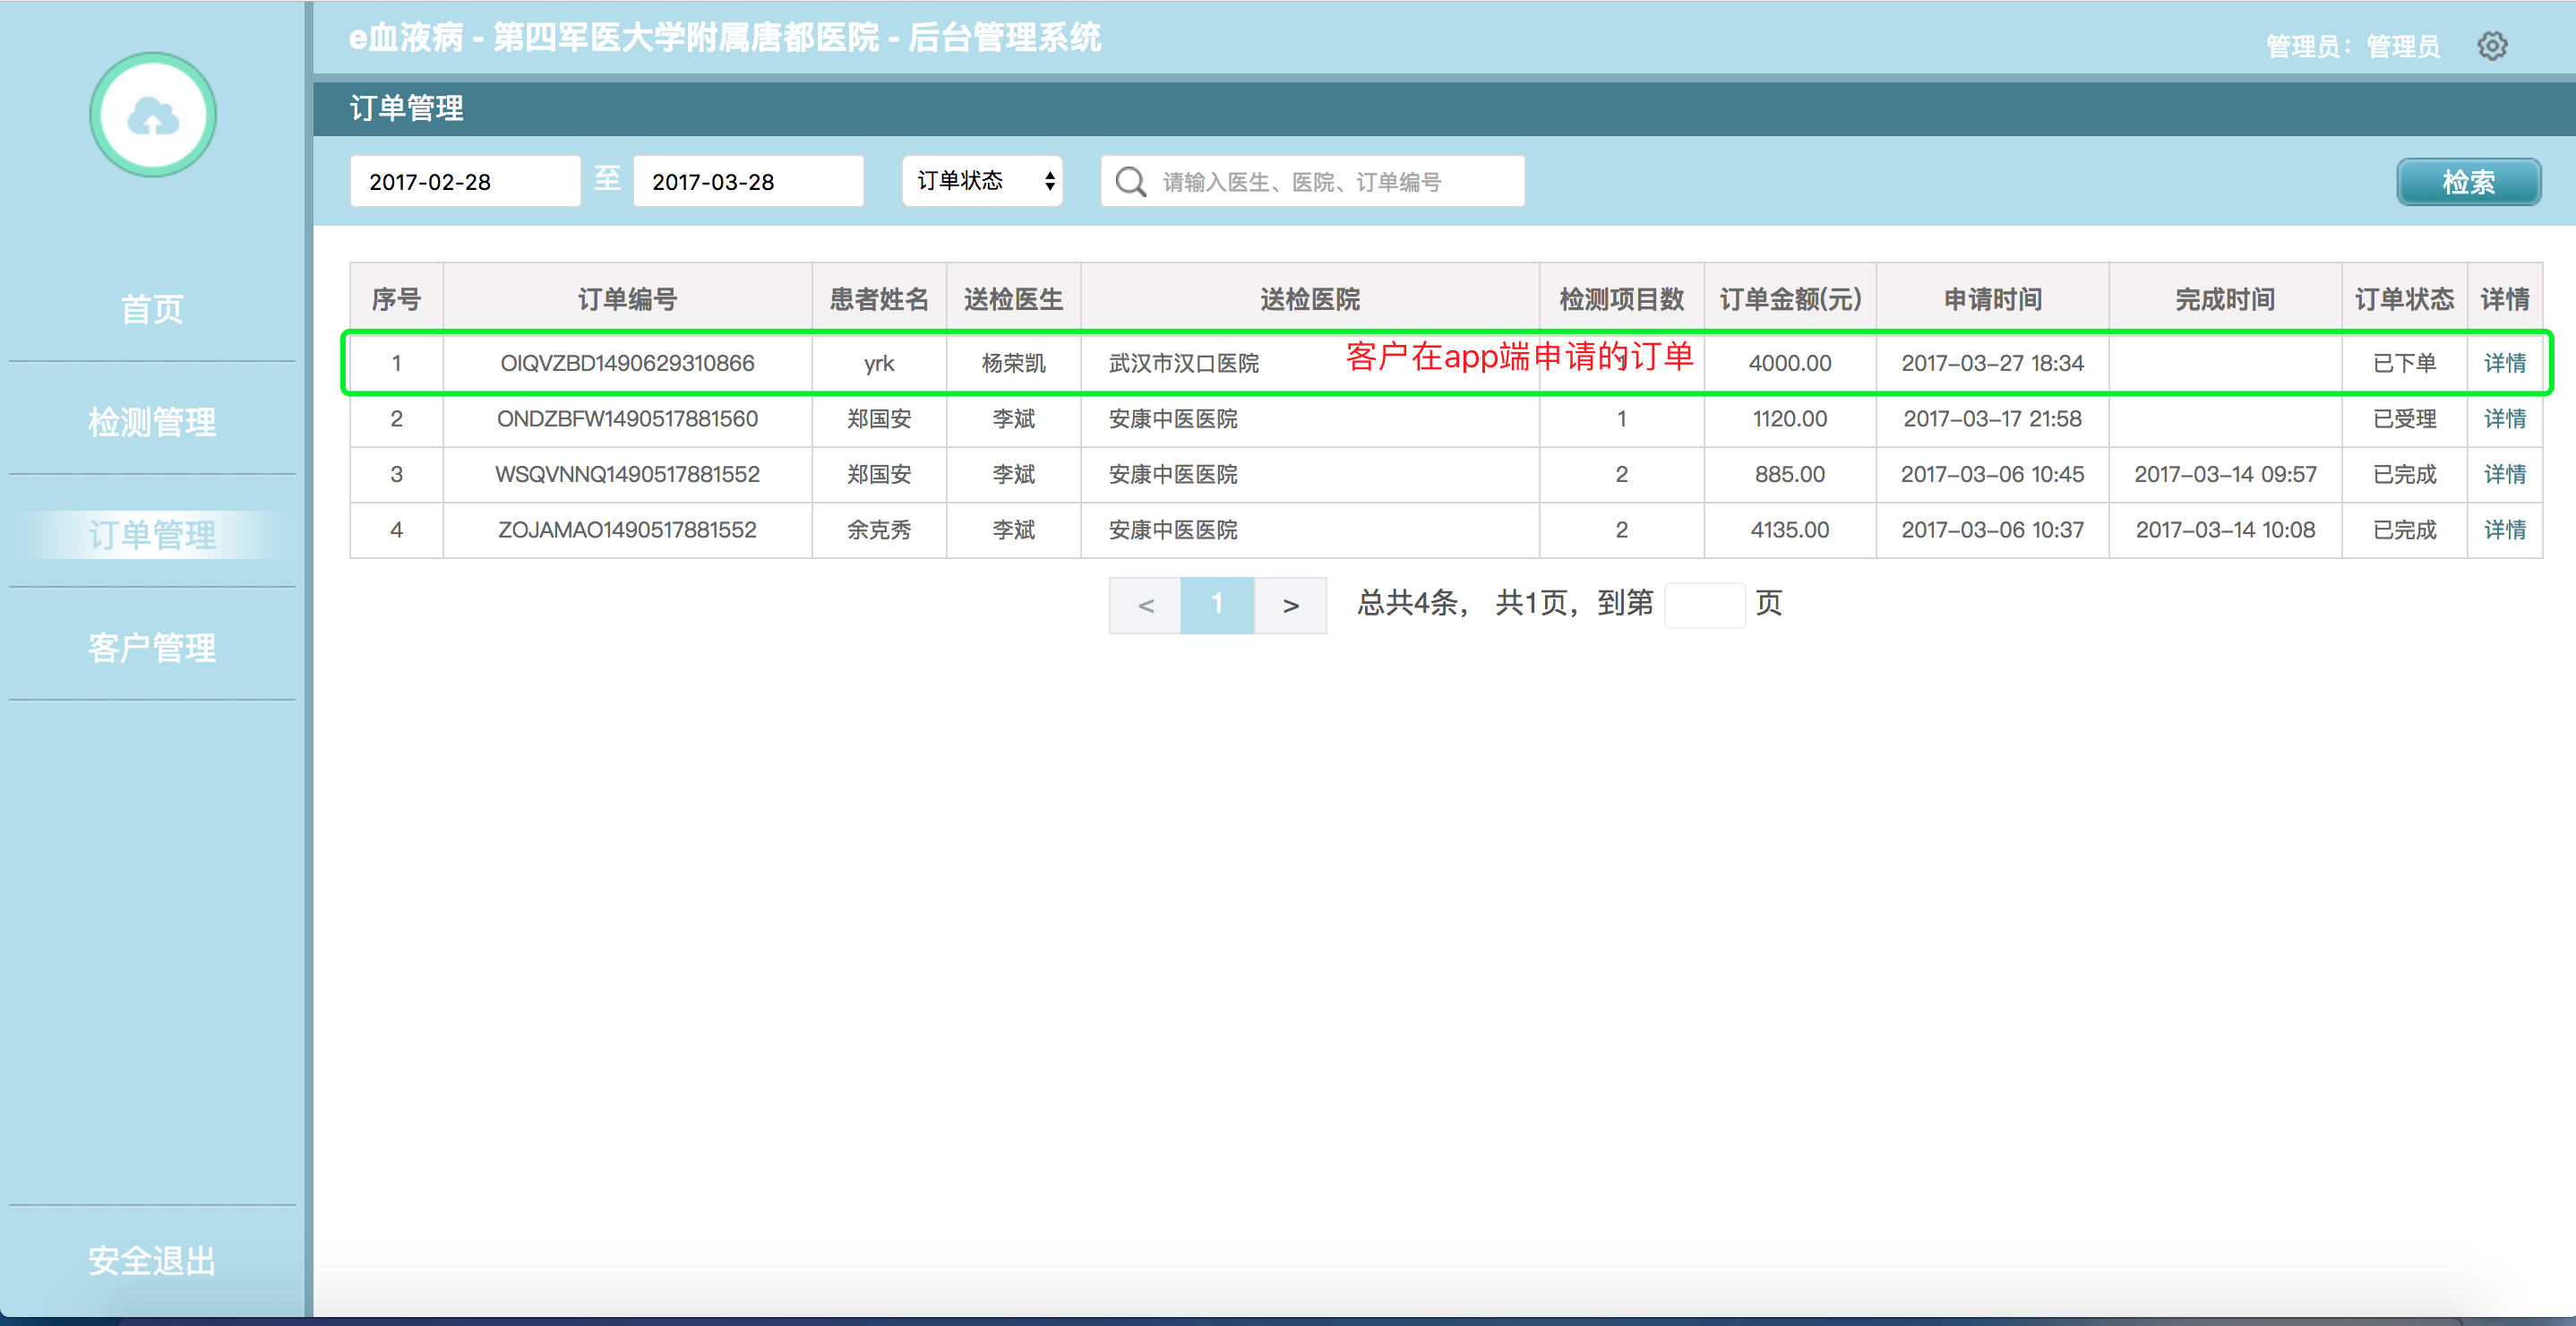 e血液病 - 第四军医大学附属唐都医院 - 后台管理系统
管理员：管理员
首页
检测管理
订单管理
客户管理
安全退出
订单管理
2017-02-28 至 2017-03-28 订单状态 请输入医生、医院、订单编号 检索
序号 订单编号 患者姓名 送检医生 送检医院 检测项目数 订单金额(元) 申请时间 完成时间 订单状态 详情
1 OIQVZBD1490629310866 yrk 杨荣凯 武汉市汉口医院 1 4000.00 2017-03-27 18:34 已下单 详情
客户在app端申请的订单
2 ONDZBFW1490517881560 郑国安 李斌 安康中医医院 1 1120.00 2017-03-17 21:58 已受理 详情
3 WSQVNNQ1490517881552 郑国安 李斌 安康中医医院 2 885.00 2017-03-06 10:45 2017-03-14 09:57 已完成 详情
4 ZOJAMAO1490517881552 余克秀 李斌 安康中医医院 2 4135.00 2017-03-06 10:37 2017-03-14 10:08 已完成 详情
< 1 > 总共4条， 共1页，到第 页